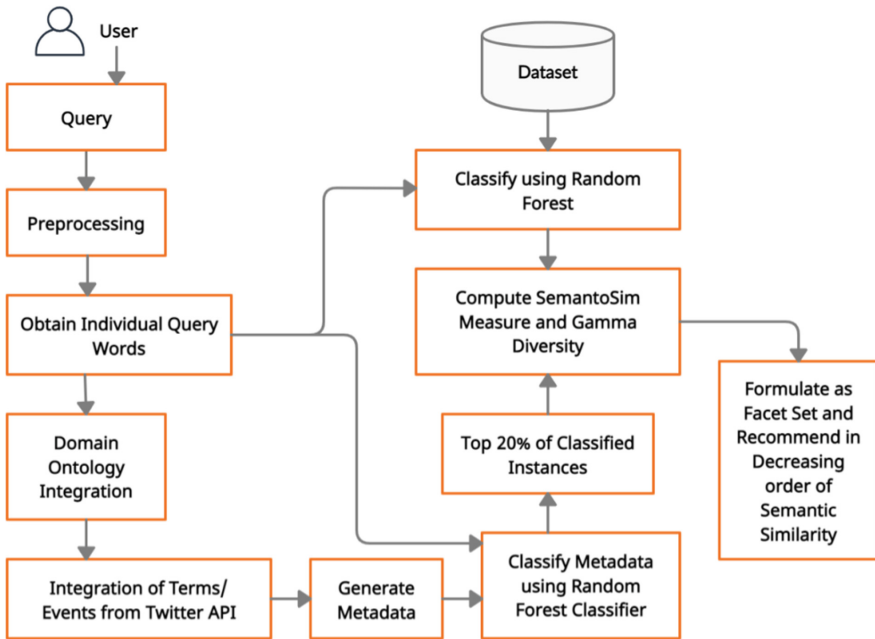 User
Query
Preprocessing
Obtain Individual Query
Words
Domain
Ontology
Integration
Integration of Terms/
Events from Twitter API
Generate
Metadata
Classify Metadata
using Random
Forest Classifier
Top 20% of Classified
Instances
Dataset
Classify using Random
Forest
Compute SemantoSim
Measure and Gamma
Diversity
Formulate as
Facet Set and
Recommend in
Decreasing
order of
Semantic
Similarity